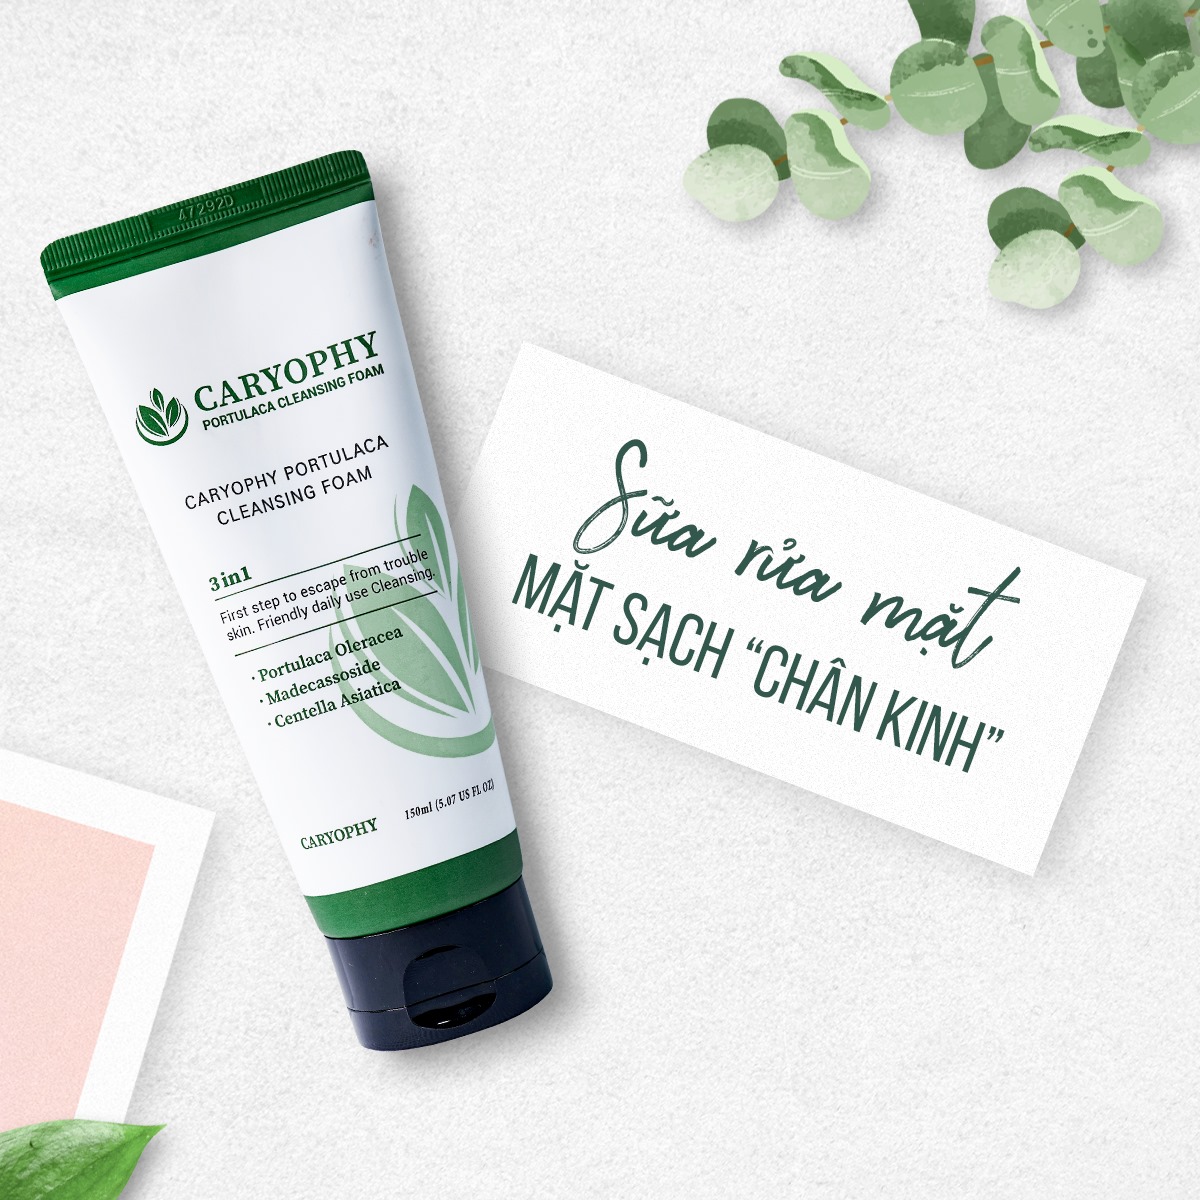 47292D
CARYOPHY
PORTULACA CLEANSING FOAM
CARYOPHY PORTULACA
CLEANSING FOAM
3 in1
First step to escape from trouble
skin. Friendly daily use Cleansing.
· Portulaca Oleracea
· Madecassoside
· Centella Asiatica
150ml (5.07 US FL OZ)
CARYOPHY
Sữa rửa mặt
MẶT SẠCH “CHÂN KINH”